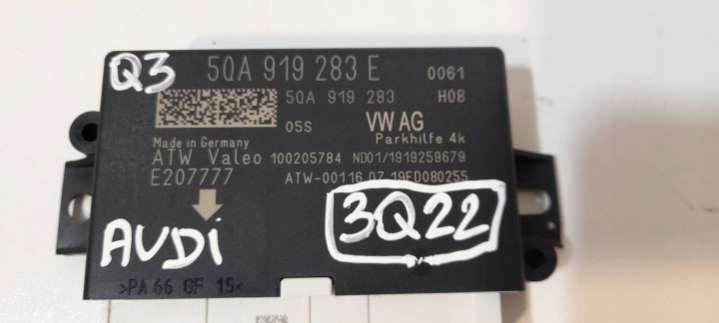 Q3 5QA 919 283 E 0061
5QA 919 283 H08
05S VW AG
Made in Germany Parkhilfe 4k
ATW Valeo 100205784 ND01/1919259679
E207777 ATW-00116 07 19ED080255
3Q22
AUDi
>PA 66 GF 15<